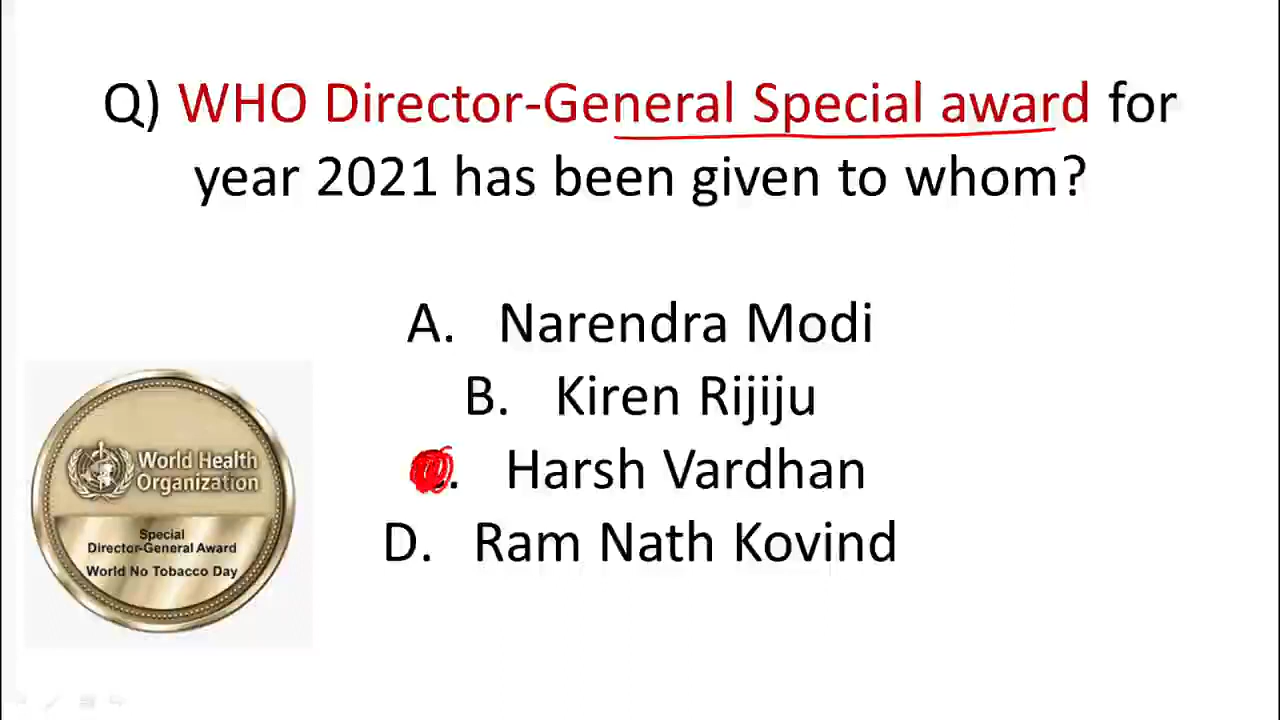 Q) WHO Director-General Special award for
year 2021 has been given to whom?
A. Narendra Modi
B. Kiren Rijiju
. Harsh Vardhan
D. Ram Nath Kovind
World Health
Organization
Special
Director-General Award
World No Tobacco Day